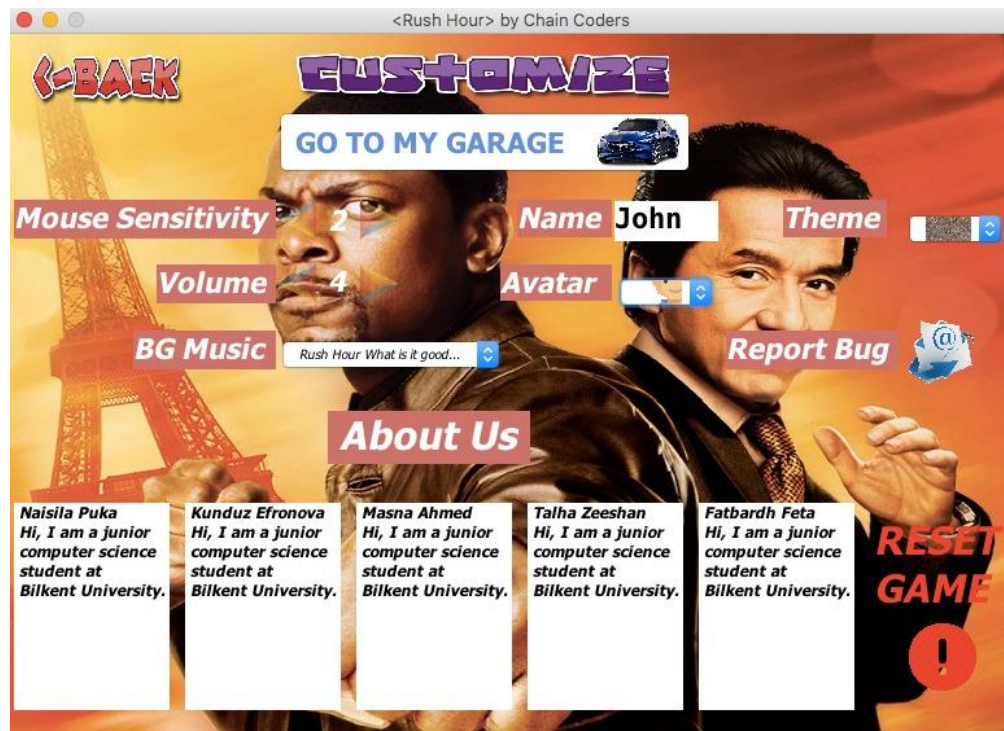 <Rush Hour> by Chain Coders
<-BACK
CUSTOMIZE
GO TO MY GARAGE
Mouse Sensitivity
2
Name
John
Theme
Volume
4
Avatar
BG Music
Rush Hour What is it good...
Report Bug
@
About Us
Naisila Puka
Hi, I am a junior
computer science
student at
Bilkent University.
Kunduz Efronova
Hi, I am a junior
computer science
student at
Bilkent University.
Masna Ahmed
Hi, I am a junior
computer science
student at
Bilkent University.
Talha Zeeshan
Hi, I am a junior
computer science
student at
Bilkent University.
Fatbardh Feta
Hi, I am a junior
computer science
student at
Bilkent University.
RESET
GAME
!